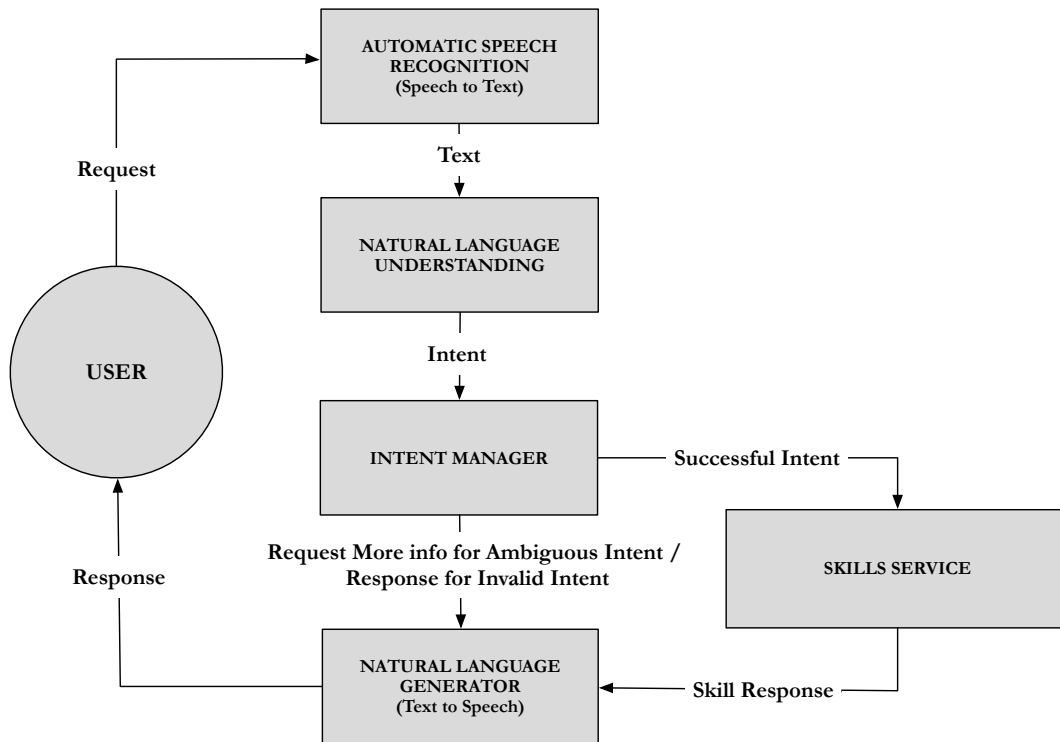 AUTOMATIC SPEECH
RECOGNITION
(Speech to Text)
Text
Request
NATURAL LANGUAGE
UNDERSTANDING
Intent
USER
INTENT MANAGER
Successful Intent
Request More info for Ambiguous Intent /
Response for Invalid Intent
Response
SKILLS SERVICE
NATURAL LANGUAGE
GENERATOR
(Text to Speech)
Skill Response